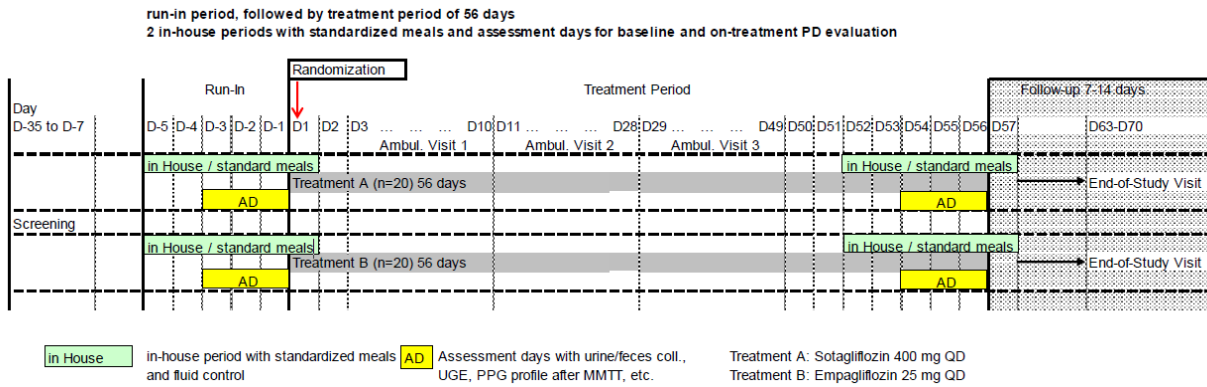 run-in period, followed by treatment period of 56 days
2 in-house periods with standardized meals and assessment days for baseline and on-treatment PD evaluation
Randomization
Run-In Treatment Period Follow-up 7-14 days
Day
D-35 to D-7 D-5 D-4 D-3 D-2 D-1 D1 D2 D3 ... ... ... D10 D11 ... ... ... D28 D29 ... ... ... D49 D50 D51 D52 D53 D54 D55 D56 D57 D63-D70
Ambul. Visit 1 Ambul. Visit 2 Ambul. Visit 3
in House / standard meals in House / standard meals
Treatment A (n=20) 56 days End-of-Study Visit
AD AD
Screening
in House / standard meals in House / standard meals
Treatment B (n=20) 56 days End-of-Study Visit
AD AD
in House in-house period with standardized meals AD Assessment days with urine/feces coll., Treatment A: Sotagliflozin 400 mg QD
and fluid control UGE, PPG profile after MMTT, etc. Treatment B: Empagliflozin 25 mg QD